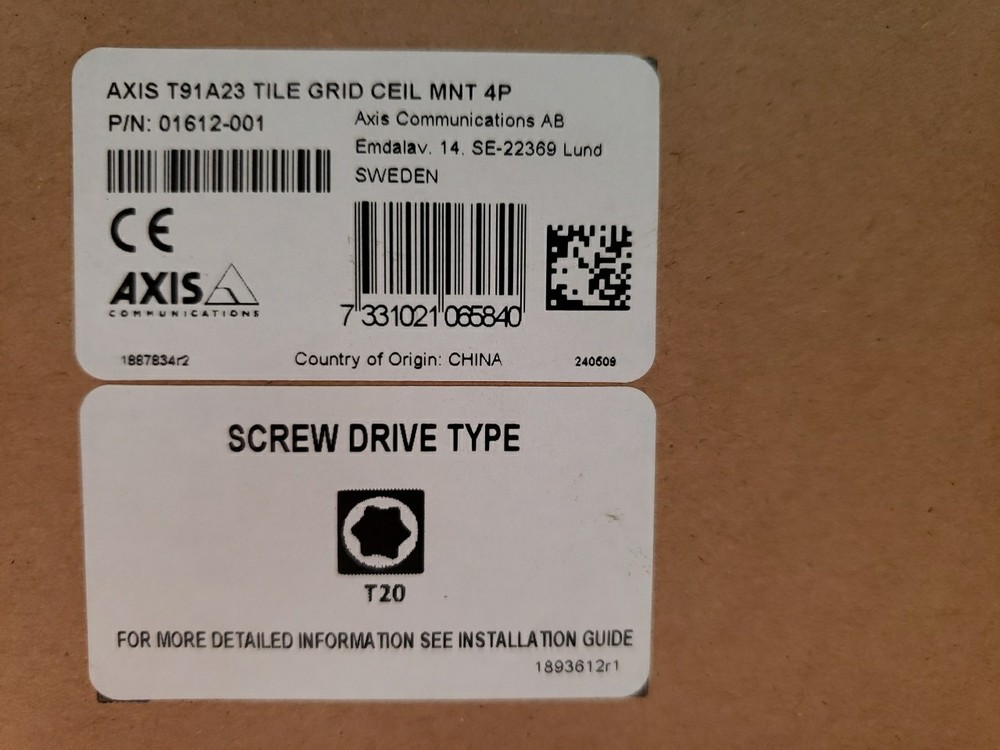 AXIS T91A23 TILE GRID CEIL MNT 4P
P/N: 01612-001
Axis Communications AB
Emdalav. 14, SE-22369 Lund
SWEDEN
CE
AXIS
COMMUNICATIONS
7 331021 065840
1887834r2
Country of Origin: CHINA
240609
SCREW DRIVE TYPE
T20
FOR MORE DETAILED INFORMATION SEE INSTALLATION GUIDE
1893612r1